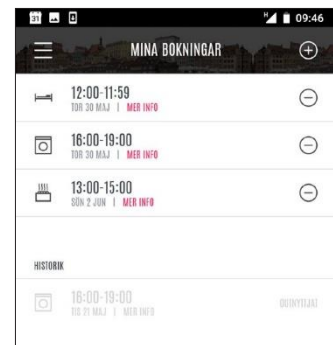 31 H 09:46
MINA BOKNINGAR
12:00-11:59
TOR 30 MAJ | MER INFO
16:00-19:00
TOR 30 MAJ | MER INFO
13:00-15:00
SÖN 2 JUN | MER INFO
HISTORIK
16:00-19:00
TIS 21 MAJ | MER INFO